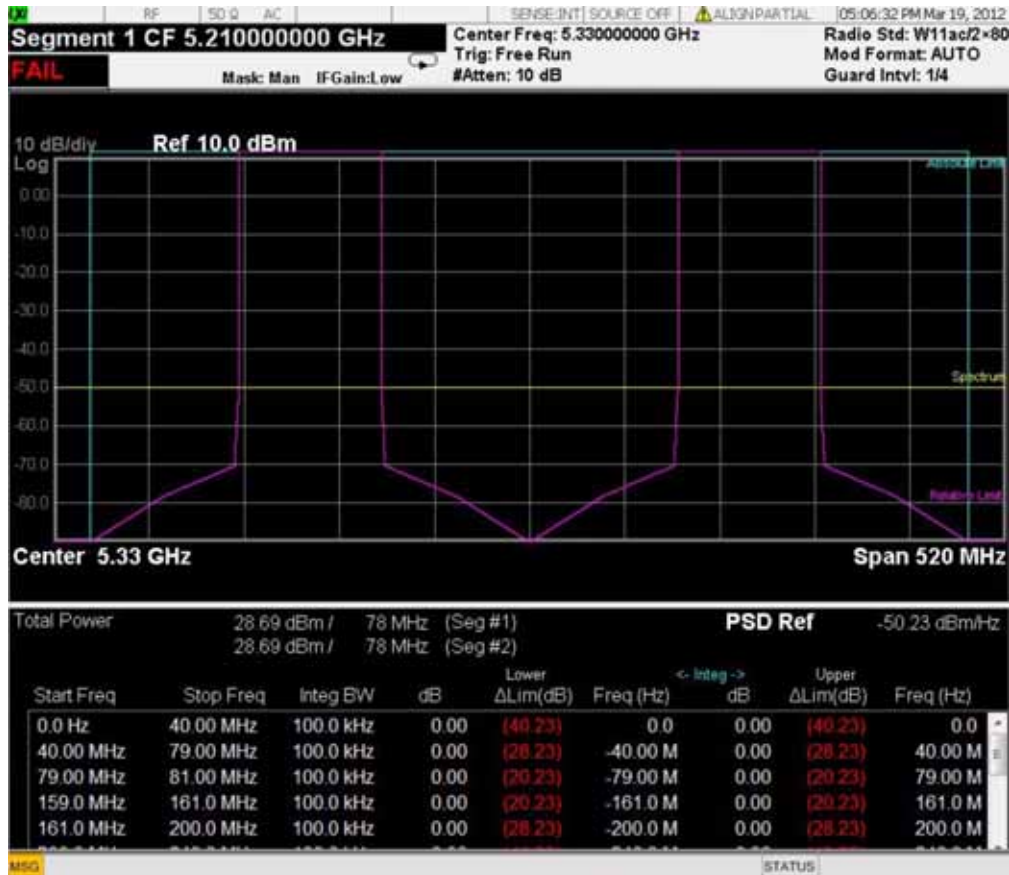 LXI RF 50 Ω AC SENSE:INT SOURCE OFF ALIGN PARTIAL 05:06:32 PM Mar 19, 2012
Segment 1 CF 5.210000000 GHz Center Freq: 5.330000000 GHz Radio Std: W11ac/2×80
Trig: Free Run Mod Format: AUTO
FAIL Mask: Man IFGain:Low #Atten: 10 dB Guard Intvl: 1/4
10 dB/div Ref 10.0 dBm
Log
Absolute Limit
0.00
-10.0
-20.0
-30.0
-40.0
Spectrum
-50.0
-60.0
-70.0
Relative Limit
-80.0
Center 5.33 GHz Span 520 MHz
Total Power 28.69 dBm / 78 MHz (Seg #1) PSD Ref -50.23 dBm/Hz
28.69 dBm / 78 MHz (Seg #2)
Lower <- Integ -> Upper
Start Freq Stop Freq Integ BW dB ΔLim(dB) Freq (Hz) dB ΔLim(dB) Freq (Hz)
0.0 Hz 40.00 MHz 100.0 kHz 0.00 (40.23) 0.0 0.00 (40.23) 0.0
40.00 MHz 79.00 MHz 100.0 kHz 0.00 (28.23) -40.00 M 0.00 (28.23) 40.00 M
79.00 MHz 81.00 MHz 100.0 kHz 0.00 (20.23) -79.00 M 0.00 (20.23) 79.00 M
159.0 MHz 161.0 MHz 100.0 kHz 0.00 (20.23) -161.0 M 0.00 (20.23) 161.0 M
161.0 MHz 200.0 MHz 100.0 kHz 0.00 (28.23) -200.0 M 0.00 (28.23) 200.0 M
MSG STATUS